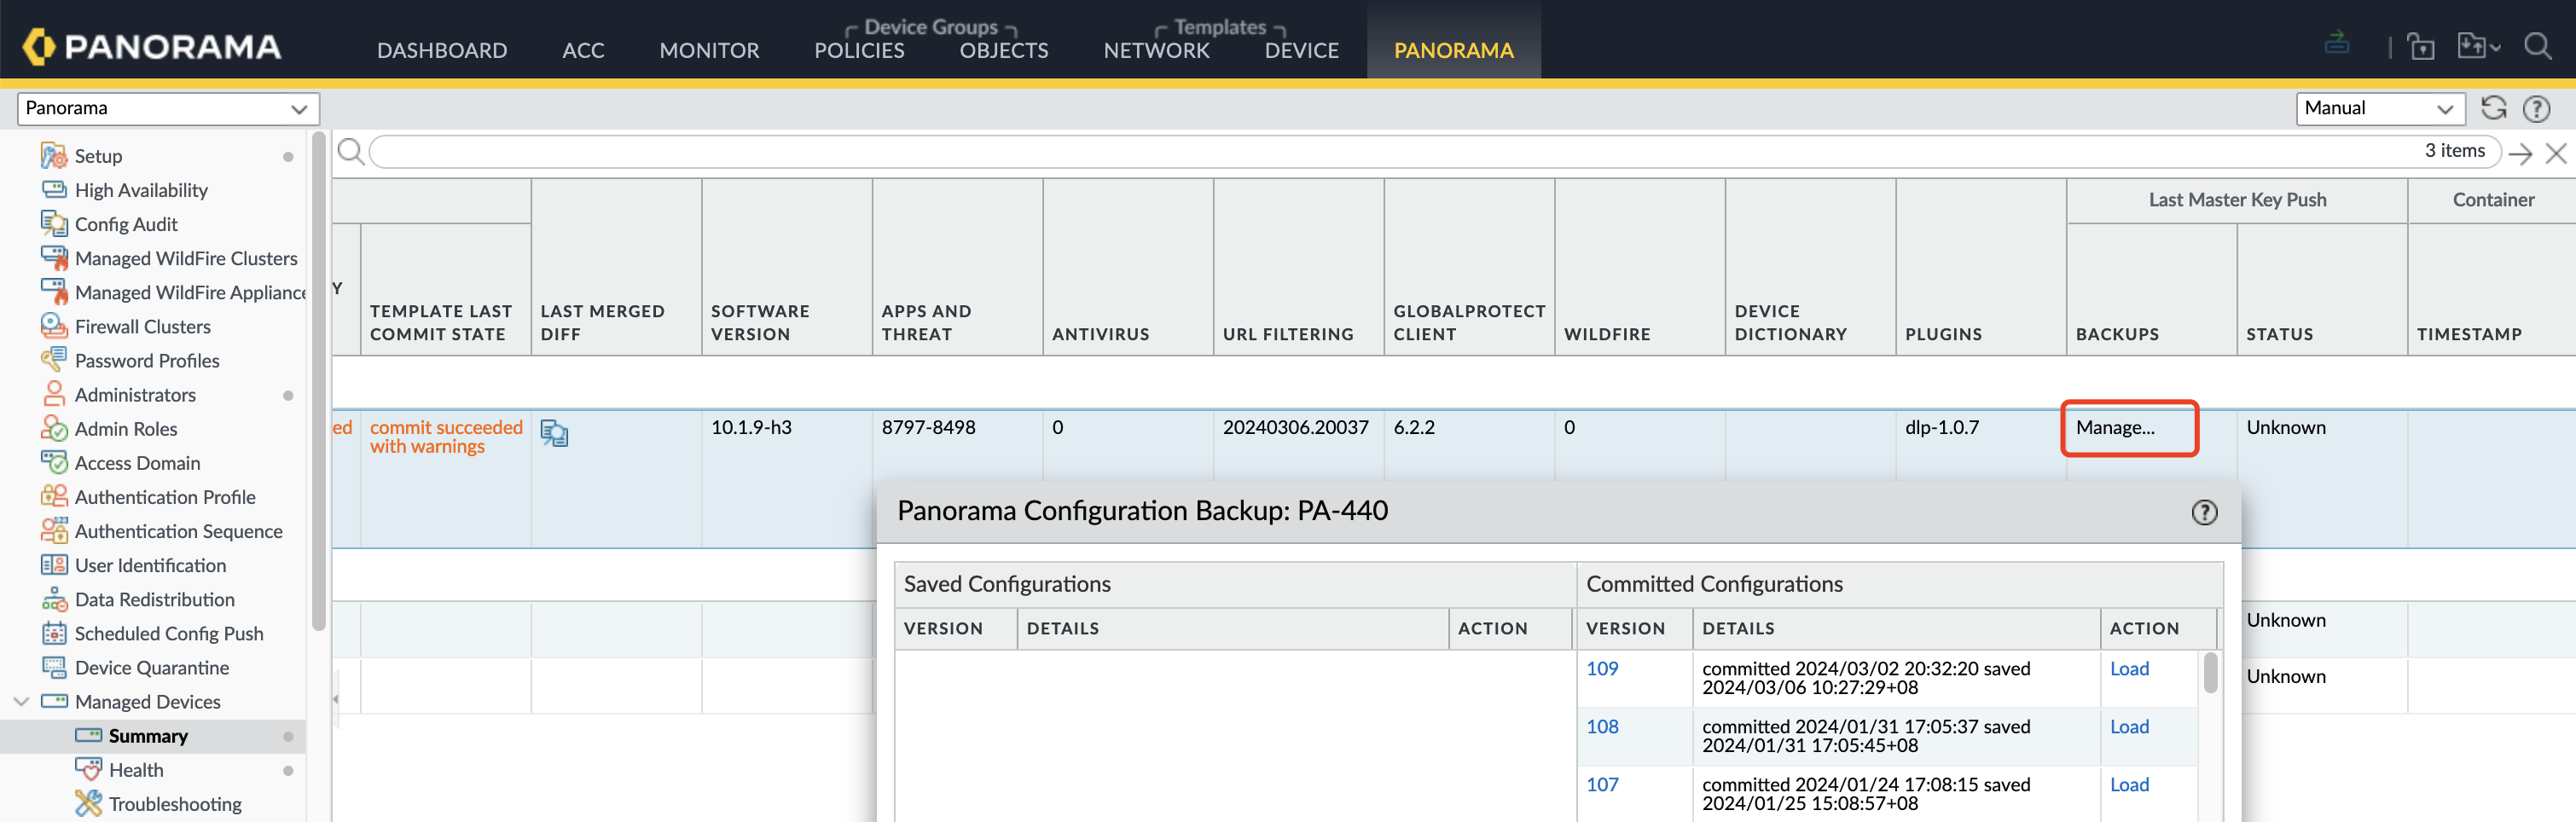 PANORAMA
Device Groups
Templates
DASHBOARD ACC MONITOR POLICIES OBJECTS NETWORK DEVICE PANORAMA
Panorama
Manual
Setup
High Availability
Config Audit
Managed WildFire Clusters
Managed WildFire Appliance
Firewall Clusters
Password Profiles
Administrators
Admin Roles
Access Domain
Authentication Profile
Authentication Sequence
User Identification
Data Redistribution
Scheduled Config Push
Device Quarantine
Managed Devices
Summary
Health
Troubleshooting
3 items
Last Master Key Push
Container
Y
TEMPLATE LAST
COMMIT STATE
LAST MERGED
DIFF
SOFTWARE
VERSION
APPS AND
THREAT
ANTIVIRUS
URL FILTERING
GLOBALPROTECT
CLIENT
WILDFIRE
DEVICE
DICTIONARY
PLUGINS
BACKUPS
STATUS
TIMESTAMP
ed
commit succeeded
with warnings
10.1.9-h3
8797-8498
0
20240306.20037
6.2.2
0
dlp-1.0.7
Manage...
Unknown
Unknown
Unknown
Panorama Configuration Backup: PA-440
Saved Configurations
VERSION DETAILS ACTION
Committed Configurations
VERSION DETAILS ACTION
109
committed 2024/03/02 20:32:20 saved
2024/03/06 10:27:29+08
Load
108
committed 2024/01/31 17:05:37 saved
2024/01/31 17:05:45+08
Load
107
committed 2024/01/24 17:08:15 saved
2024/01/25 15:08:57+08
Load